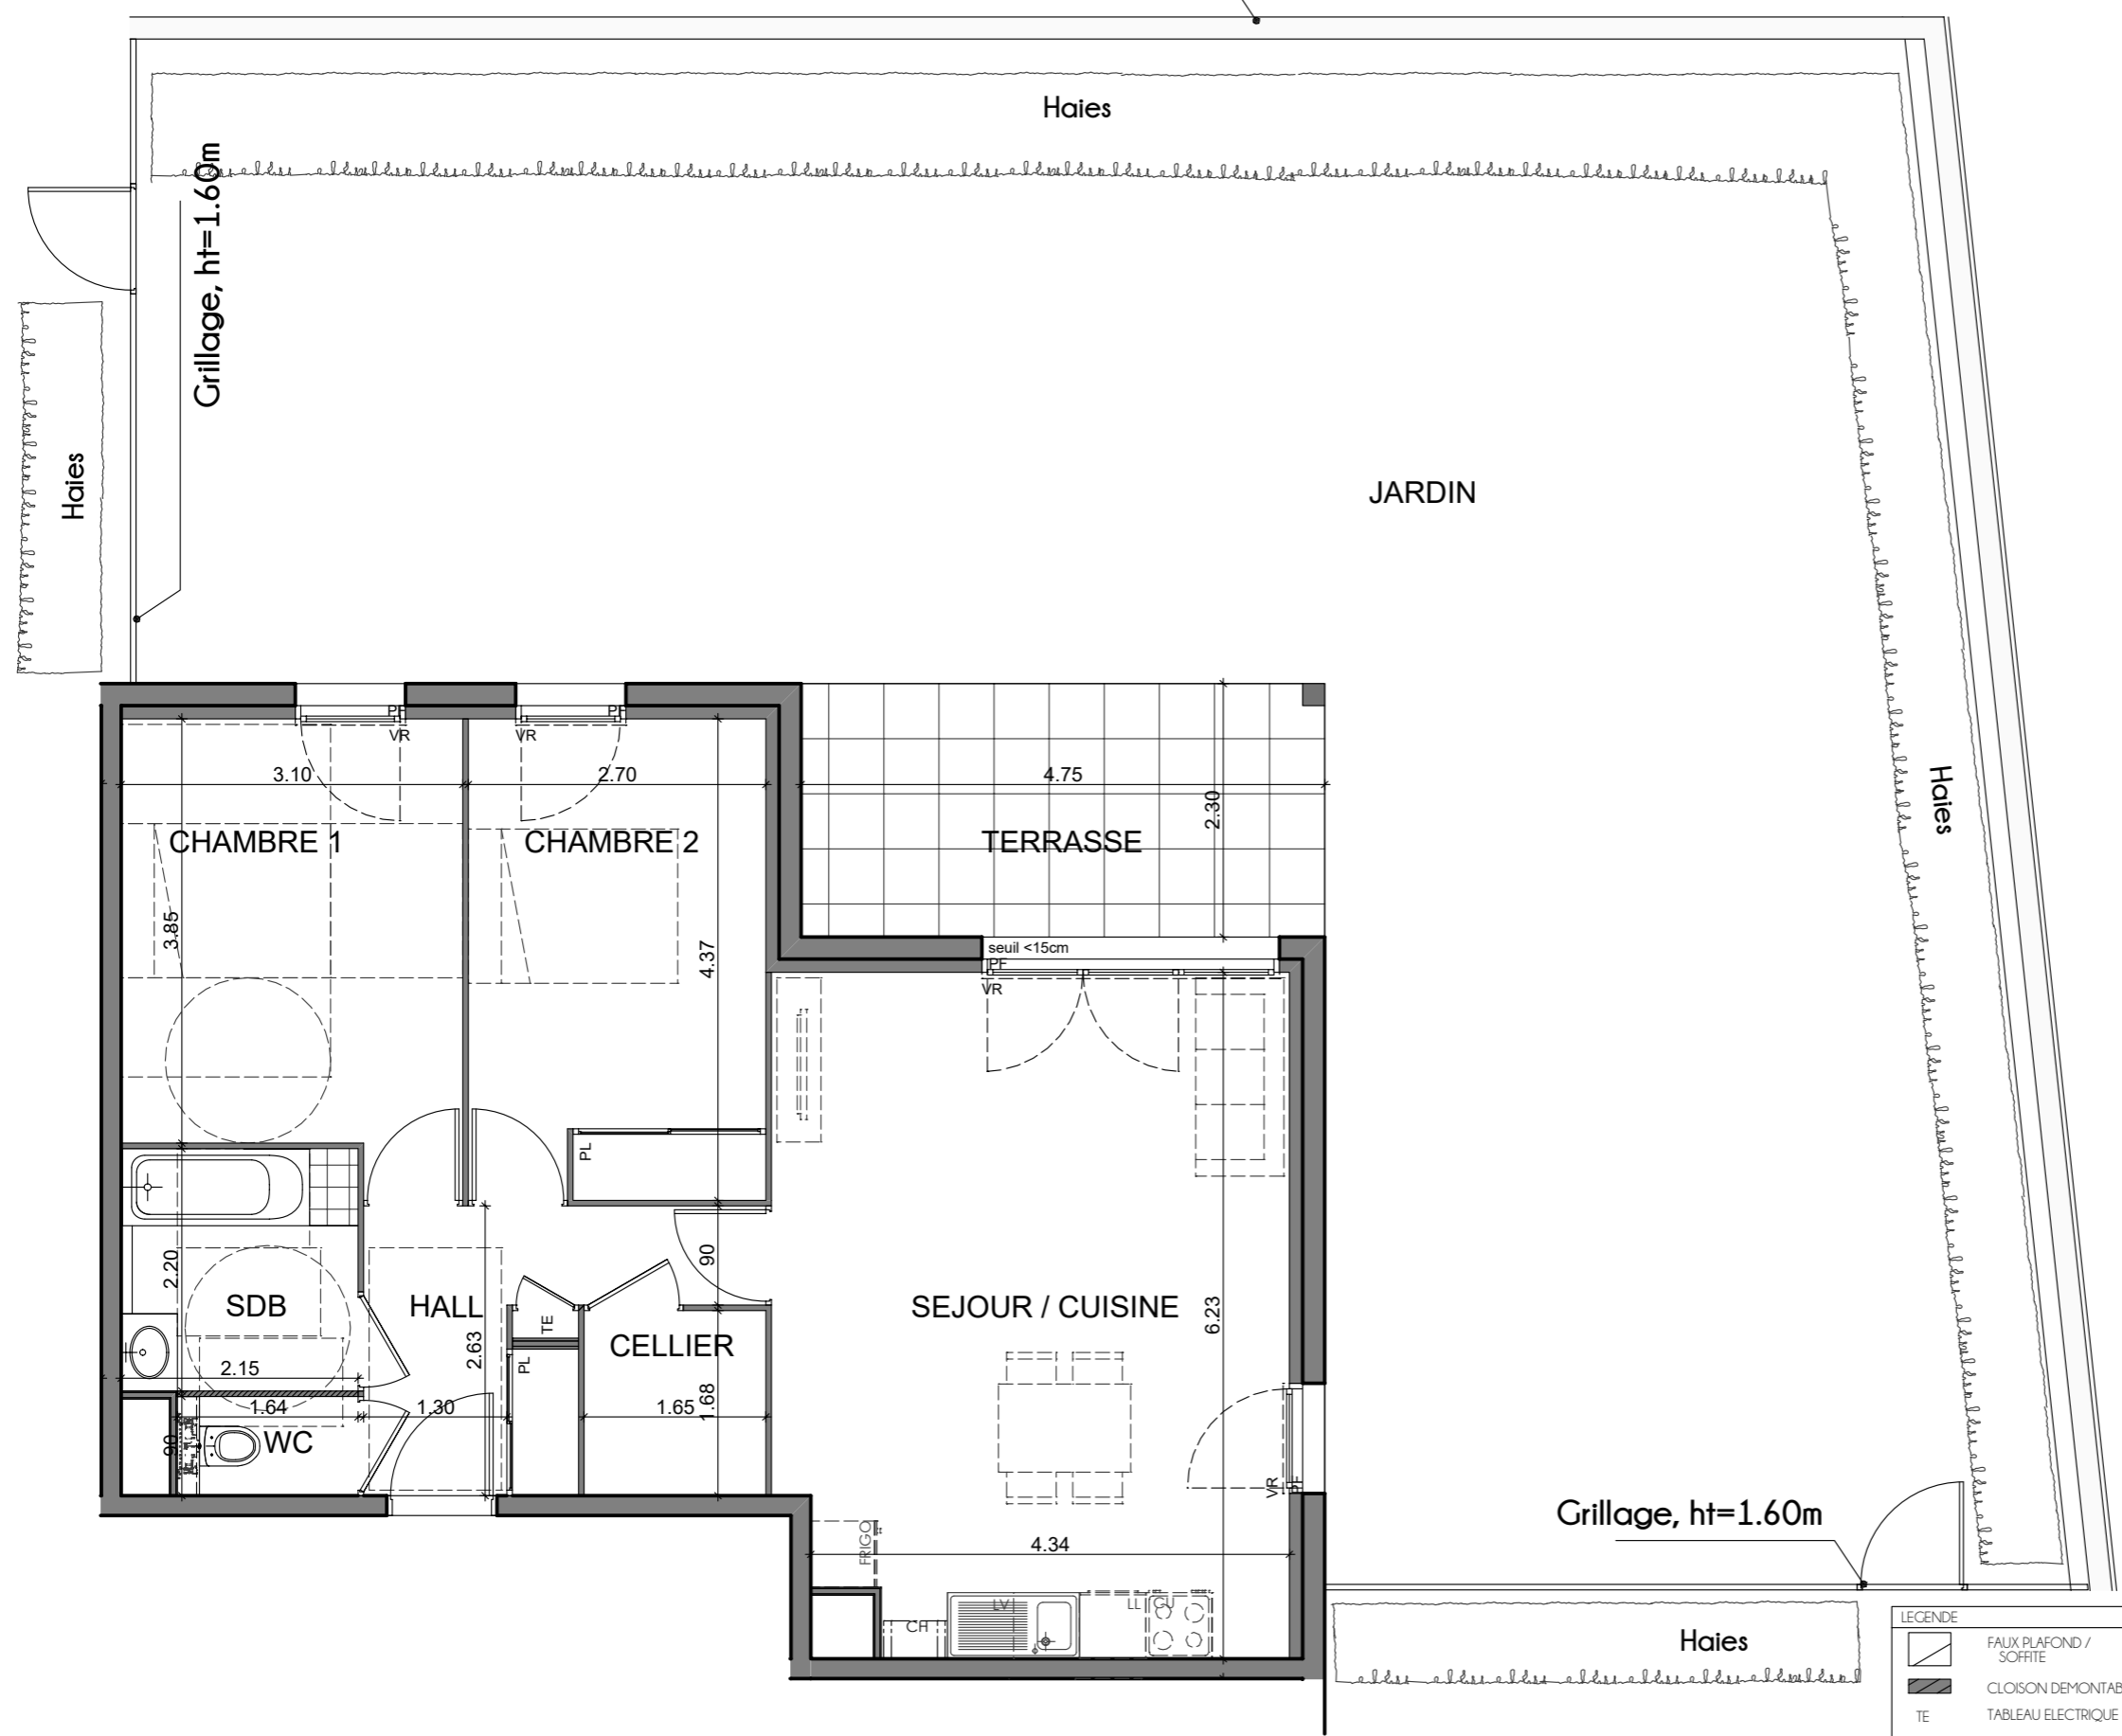 Haies
Grillage, ht=1.60m
Haies
JARDIN
Haies
PF
VR
PF
VR
3.10
2.70
4.75
2.30
CHAMBRE 1
CHAMBRE 2
TERRASSE
3.85
4.37
seuil <15cm
PF
VR
PL
2.20
90
SDB
HALL
TE
CELLIER
SEJOUR / CUISINE
6.23
2.63
PL
2.15
1.68
1.64
1.30
1.65
90
WC
VR
PF
Grillage, ht=1.60m
FRIGO
4.34
CH
LV
LL
CU
Haies
LEGENDE
FAUX PLAFOND /
SOFFITE
CLOISON DEMONTAB
TE TABLEAU ELECTRIQUE